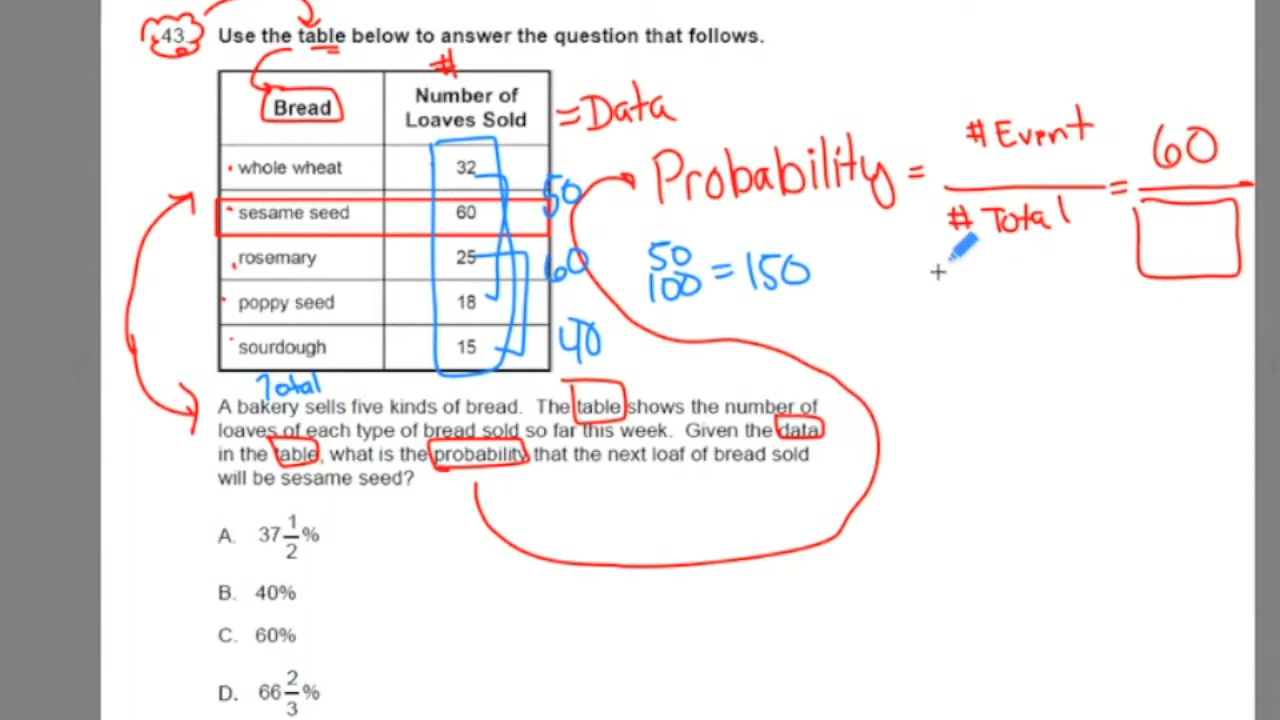 43. Use the table below to answer the question that follows.
#
Bread Number of Loaves Sold = Data
whole wheat 32
50
sesame seed 60
rosemary 25
60
poppy seed 18
sourdough 15
40
Total
Probability = # Event / # Total = 60
50
100 = 150
A bakery sells five kinds of bread. The table shows the number of
loaves of each type of bread sold so far this week. Given the data
in the table, what is the probability that the next loaf of bread sold
will be sesame seed?
A. 37 1/2 %
B. 40%
C. 60%
D. 66 2/3 %